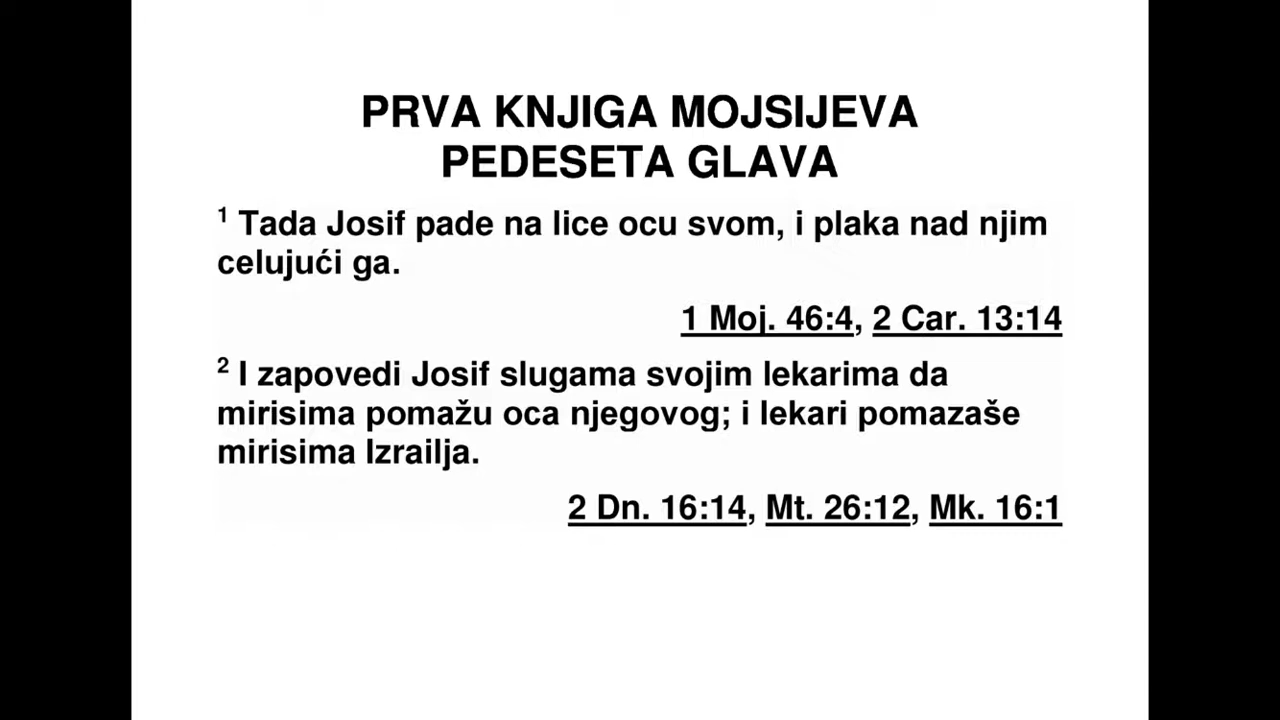 PRVA KNJIGA MOJSIJEVA
PEDESETA GLAVA
1 Tada Josif pade na lice ocu svom, i plaka nad njim
celujući ga.
1 Moj. 46:4, 2 Car. 13:14
2 I zapovedi Josif slugama svojim lekarima da
mirisima pomažu oca njegovog; i lekari pomazaše
mirisima Izrailja.
2 Dn. 16:14, Mt. 26:12, Mk. 16:1